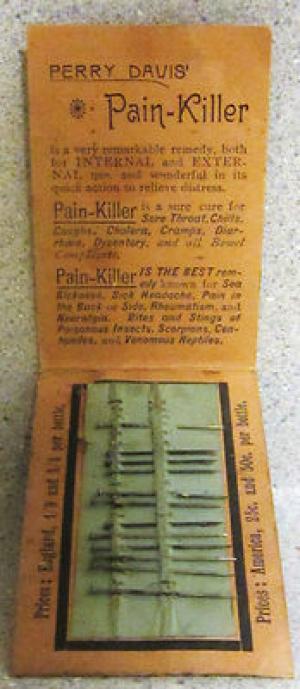 PERRY DAVIS'
Pain-Killer
is a very remarkable remedy, both
for INTERNAL and EXTER-
NAL use, and wonderful in its
quick action to relieve distress.
Pain-Killer is a sure cure for
Sore Throat, Chills,
Coughs, Cholera, Cramps, Diar-
rhœa, Dysentery, and all Bowel
Complaints.
Pain-Killer IS THE BEST rem-
edy known for Sea
Sickness, Sick Headache, Pain in
the Back or Side, Rheumatism, and
Neuralgia. Bites and Stings of
Poisonous Insects, Scorpions, Cen-
tipedes, and Venomous Reptiles.
Prices: England, per bottle.
Prices: America, 25c. and 50c. per bottle.